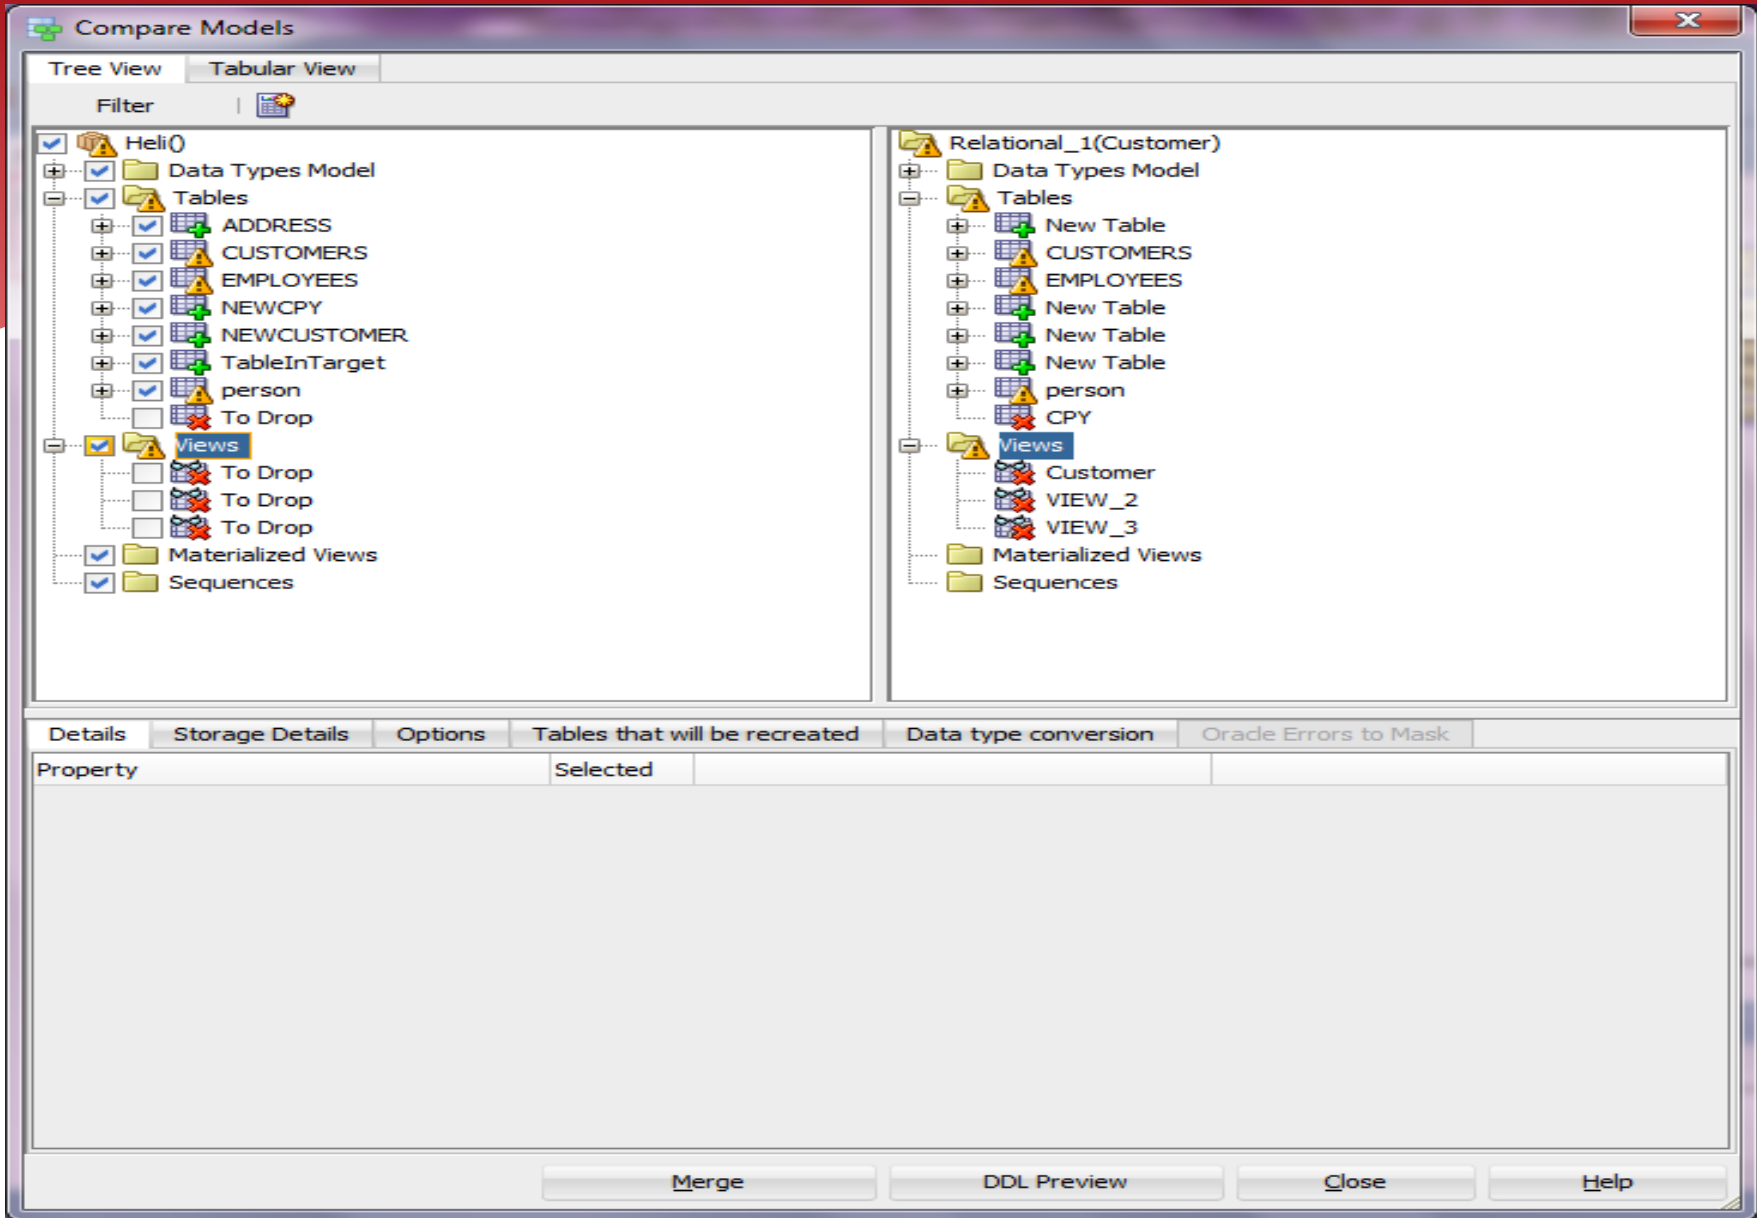 Compare Models
Tree View Tabular View
Filter
Heli()
Data Types Model
Tables
ADDRESS
CUSTOMERS
EMPLOYEES
NEWCPY
NEWCUSTOMER
TableInTarget
person
To Drop
Views
To Drop
To Drop
To Drop
Materialized Views
Sequences
Relational_1(Customer)
Data Types Model
Tables
New Table
CUSTOMERS
EMPLOYEES
New Table
New Table
New Table
person
CPY
Views
Customer
VIEW_2
VIEW_3
Materialized Views
Sequences
Details Storage Details Options Tables that will be recreated Data type conversion Oracle Errors to Mask
Property Selected
Merge DDL Preview Close Help